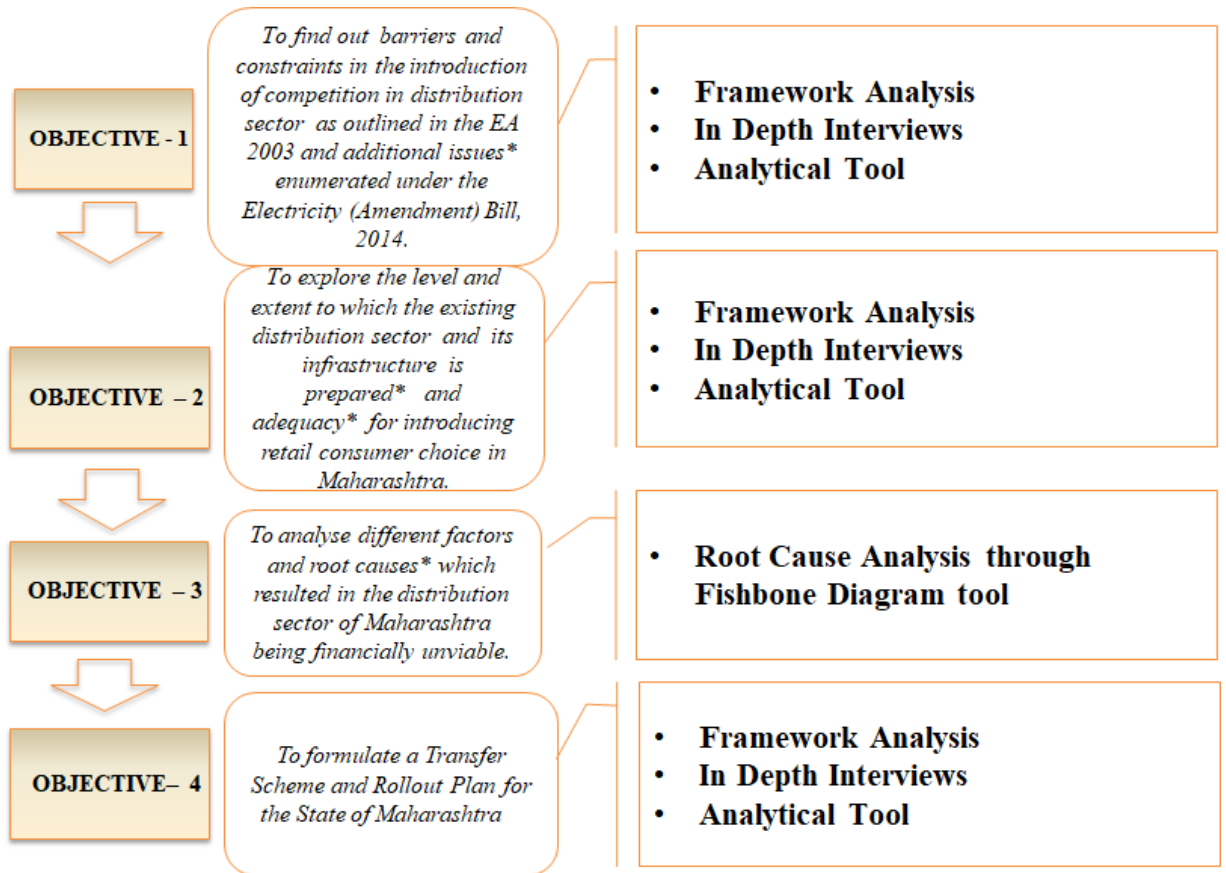 OBJECTIVE - 1
To find out barriers and
constraints in the introduction
of competition in distribution
sector as outlined in the EA
2003 and additional issues*
enumerated under the
Electricity (Amendment) Bill,
2014.
• Framework Analysis
• In Depth Interviews
• Analytical Tool
OBJECTIVE – 2
To explore the level and
extent to which the existing
distribution sector and its
infrastructure is
prepared* and
adequacy* for introducing
retail consumer choice in
Maharashtra.
• Framework Analysis
• In Depth Interviews
• Analytical Tool
OBJECTIVE – 3
To analyse different factors
and root causes* which
resulted in the distribution
sector of Maharashtra
being financially unviable.
• Root Cause Analysis through
Fishbone Diagram tool
OBJECTIVE– 4
To formulate a Transfer
Scheme and Rollout Plan for
the State of Maharashtra
• Framework Analysis
• In Depth Interviews
• Analytical Tool